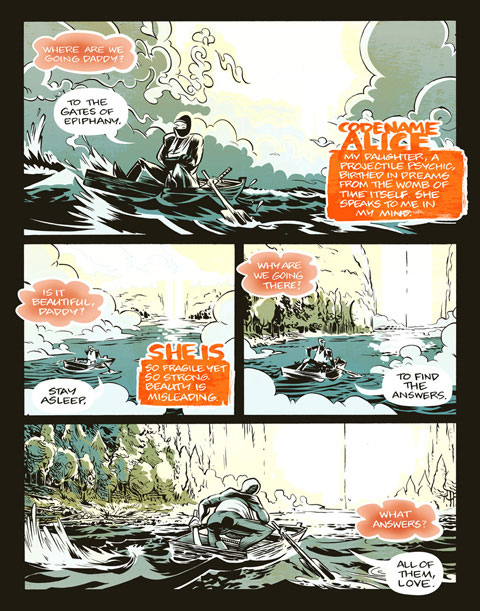 WHERE ARE WE
GOING DADDY?
TO THE
GATES OF
EPIPHANY.
CODENAME
ALICE
MY DAUGHTER, A
PROJECTILE PSYCHIC,
BIRTHED IN DREAMS
FROM THE WOMB OF
TIME ITSELF. SHE
SPEAKS TO ME IN
MY MIND.
IS IT
BEAUTIFUL,
DADDY?
STAY
ASLEEP.
SHE IS
SO FRAGILE YET
SO STRONG.
BEAUTY IS
MISLEADING.
WHY ARE
WE GOING
THERE?
TO FIND
THE
ANSWERS.
WHAT
ANSWERS?
ALL OF
THEM,
LOVE.